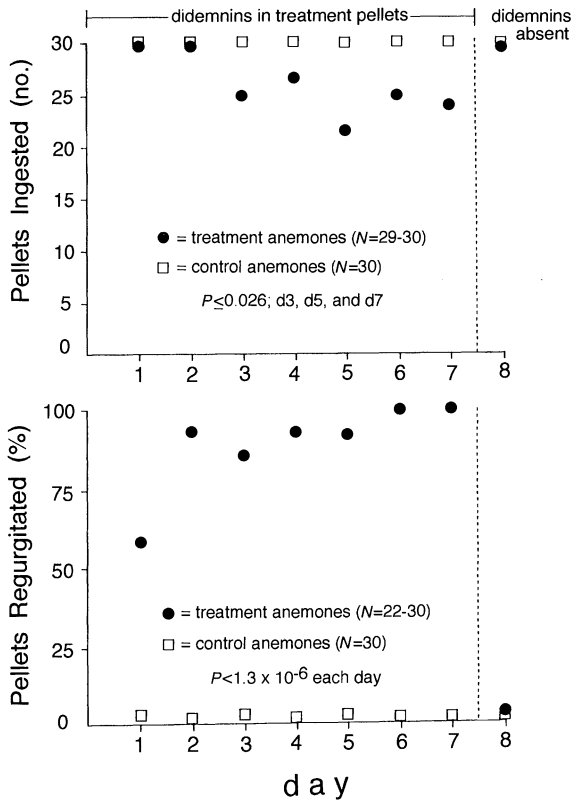 didemnins in treatment pellets
didemnins
absent
Pellets Ingested (no.)
30
25
20
15
10
5
0
● = treatment anemones (N=29-30)
□ = control anemones (N=30)
P≤0.026; d3, d5, and d7
1 2 3 4 5 6 7 8
Pellets Regurgitated (%)
100
75
50
25
0
● = treatment anemones (N=22-30)
□ = control anemones (N=30)
P<1.3 x 10⁻⁶ each day
1 2 3 4 5 6 7 8
day